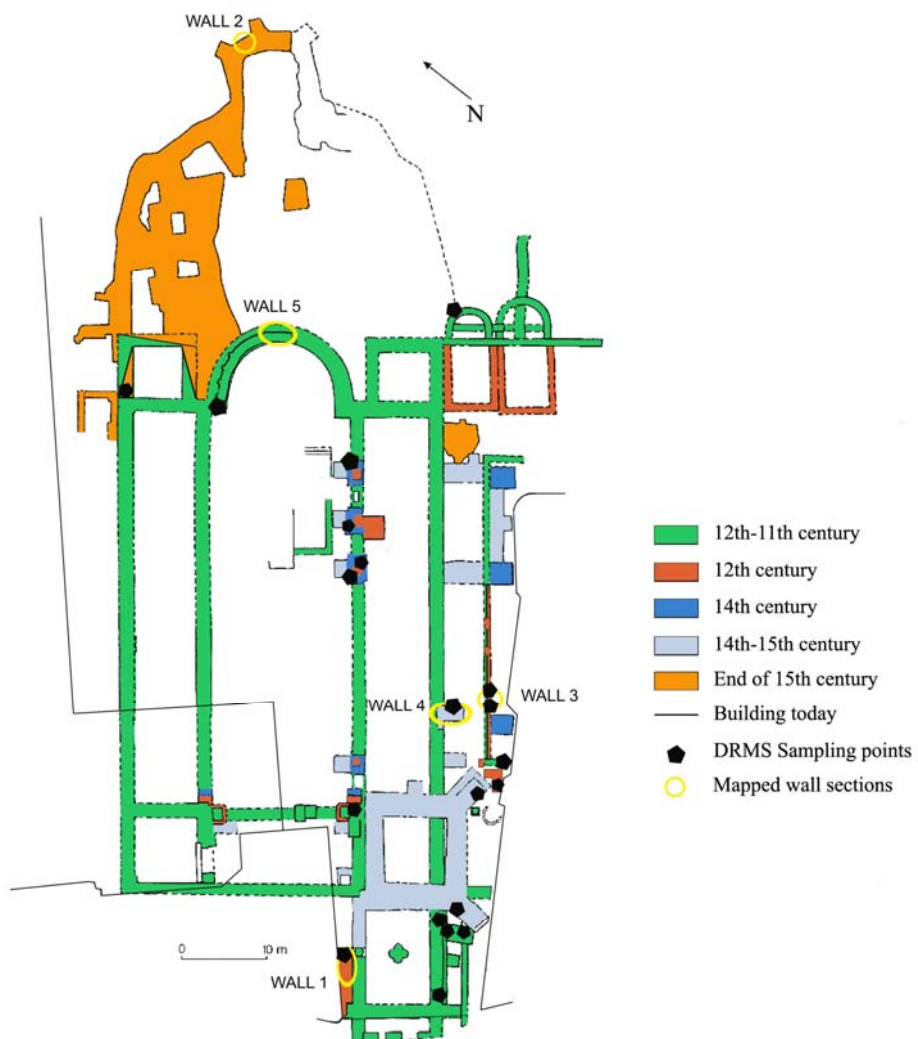 WALL 2
N
WALL 5
12th-11th century
12th century
14th century
14th-15th century
End of 15th century
WALL 3
WALL 4
Building today
DRMS Sampling points
Mapped wall sections
0 10 m
WALL 1